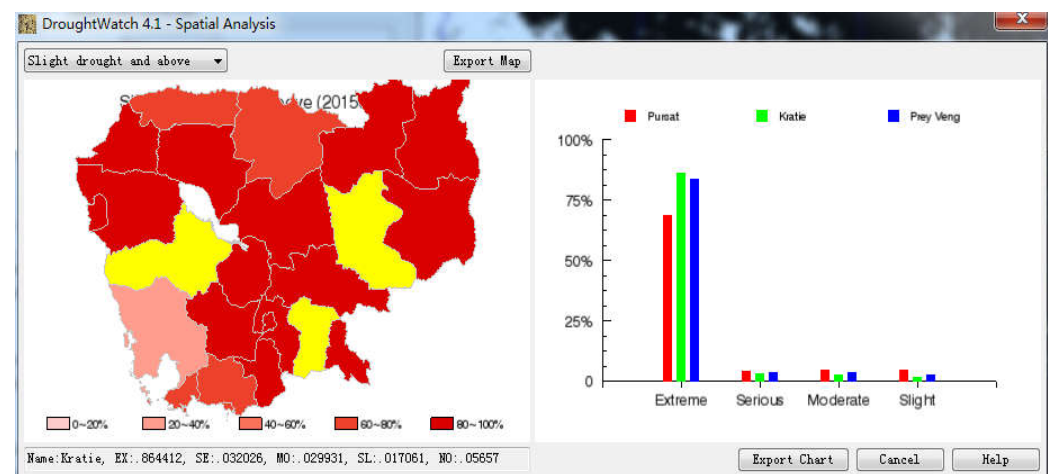 DroughtWatch 4.1 - Spatial Analysis
x
Slight drought and above
Export Map
ve (2015
0~20% 20~40% 40~60% 60~80% 80~100%
Name:Kratie, EX:.864412, SE:.032026, MO:.029931, SL:.017061, NO:.05657
Pursat Kratie Prey Veng
100%
75%
50%
25%
0
Extreme Serious Moderate Slight
Export Chart Cancel Help